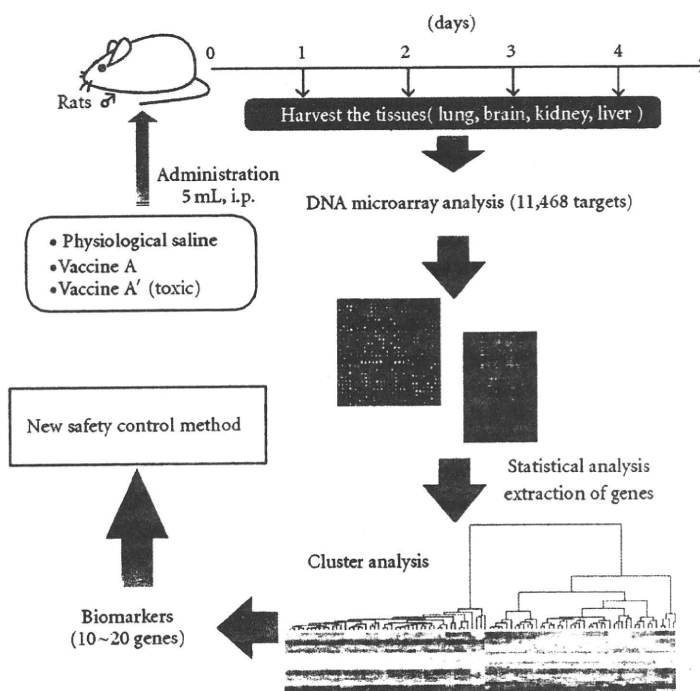 (days)
0 1 2 3 4
Rats ♂
Harvest the tissues( lung, brain, kidney, liver )
Administration
5 mL, i.p.
DNA microarray analysis (11,468 targets)
• Physiological saline
•Vaccine A
•Vaccine A′ (toxic)
New safety control method
Statistical analysis
extraction of genes
Cluster analysis
Biomarkers
(10~20 genes)